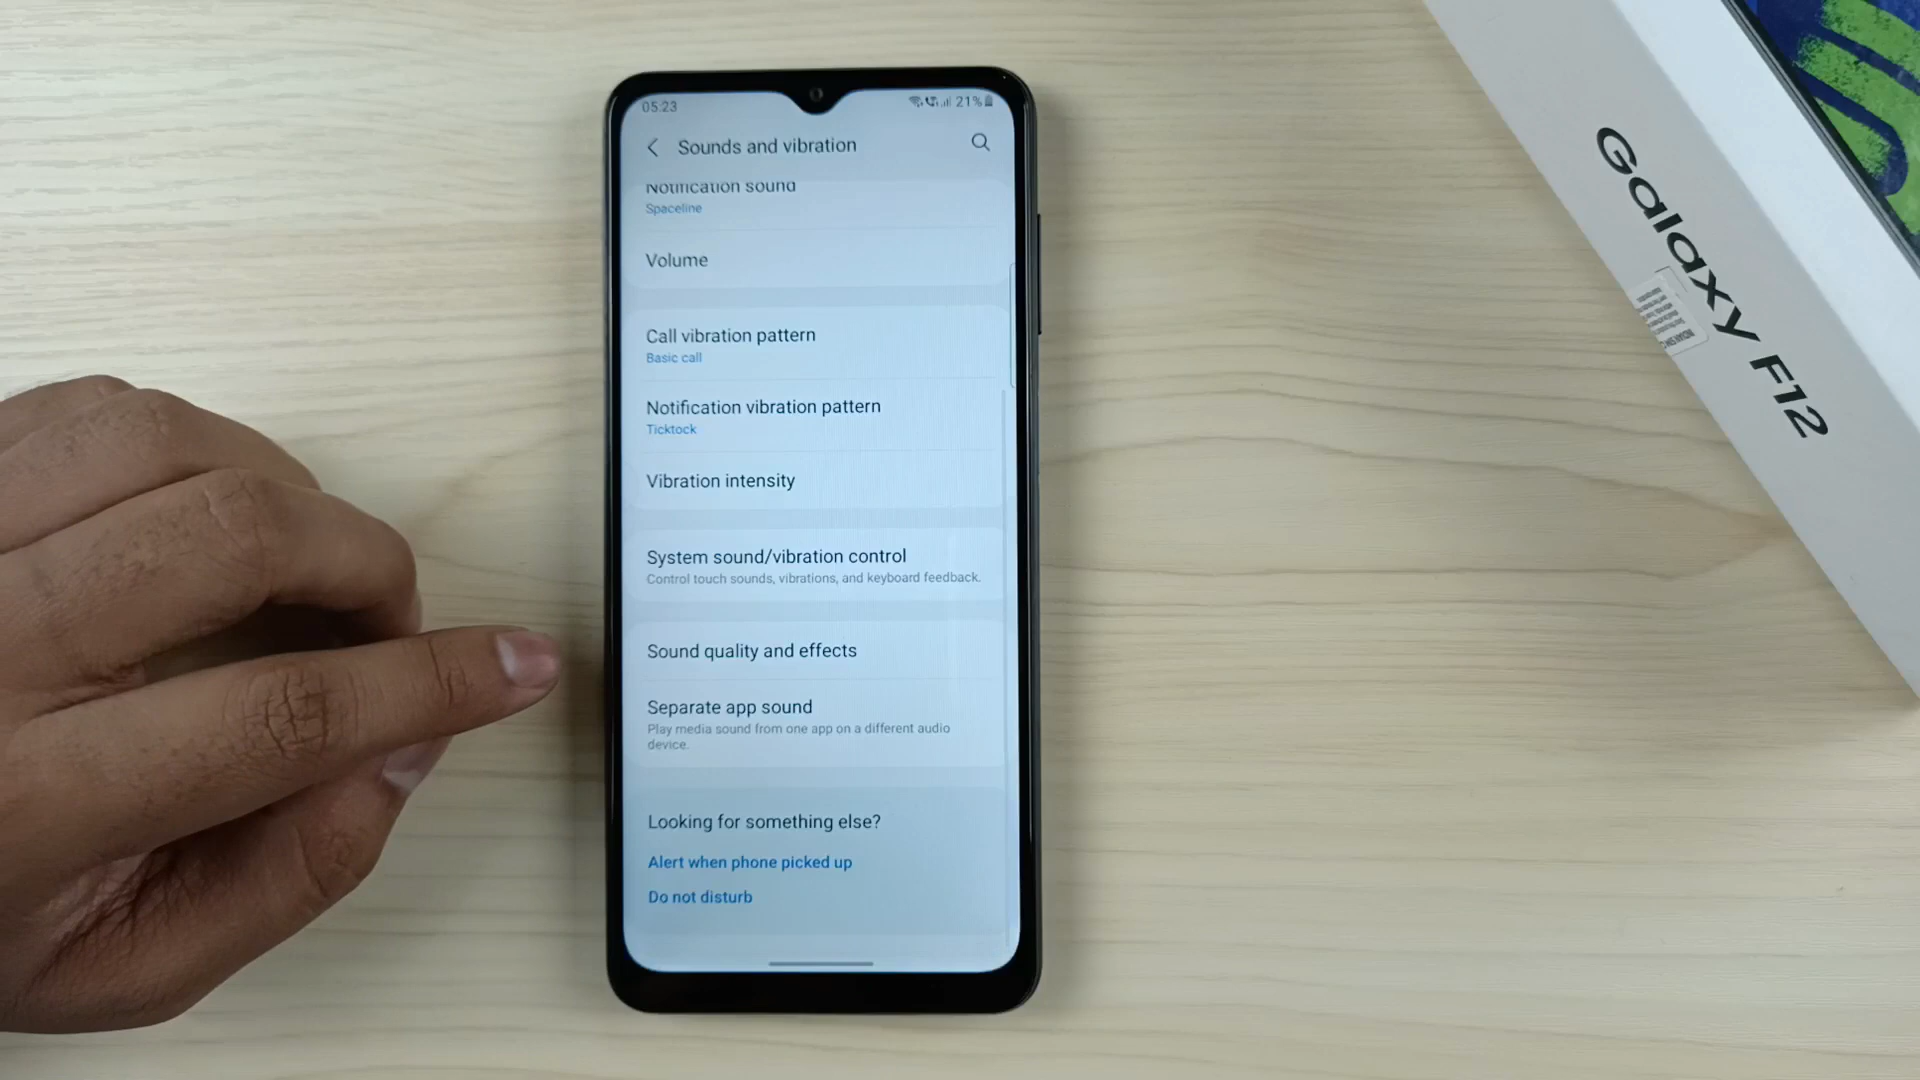 05:23
21%
Sounds and vibration
Notification sound
Spaceline
Volume
Call vibration pattern
Basic call
Notification vibration pattern
Ticktock
Vibration intensity
System sound/vibration control
Control touch sounds, vibrations, and keyboard feedback.
Sound quality and effects
Separate app sound
Play media sound from one app on a different audio
device.
Looking for something else?
Alert when phone picked up
Do not disturb
Galaxy F12